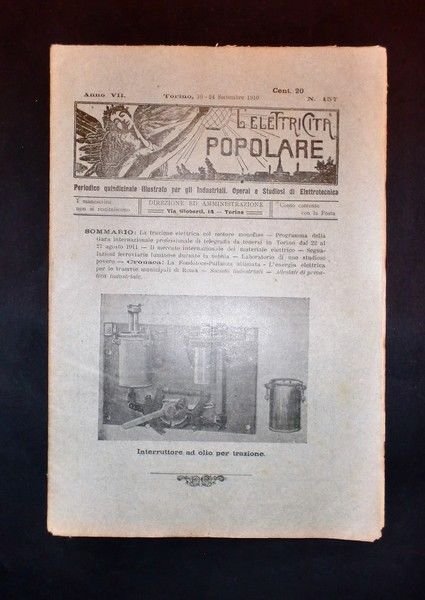 Anno VII.
Torino, 10 - 24 Settembre 1910
Cent. 20
N. 157
L'ELETTRICITÀ
POPOLARE
Periodico quindicinale illustrato per gli Industriali, Operai e Studiosi di Elettrotecnica
I manoscritti
non si restituiscono
DIREZIONE ED AMMINISTRAZIONE
Via Gioberti, 14 - Torino
Conto corrente
con la Posta
SOMMARIO: La trazione elettrica col motore monofase — Programma della
Gara internazionale professionale di telegrafia da tenersi in Torino dal 22 al
27 agosto 1911 — Il mercato internazionale del materiale elettrico — Segna-
lazioni ferroviarie luminose durante la nebbia — Laboratorio di uno studioso
povero — Cronaca: La — L'energia elettrica
per le tramvie municipali di Roma — Società industriali — Attestati di priva-
tiva industriale.
Interruttore ad olio per trazione.